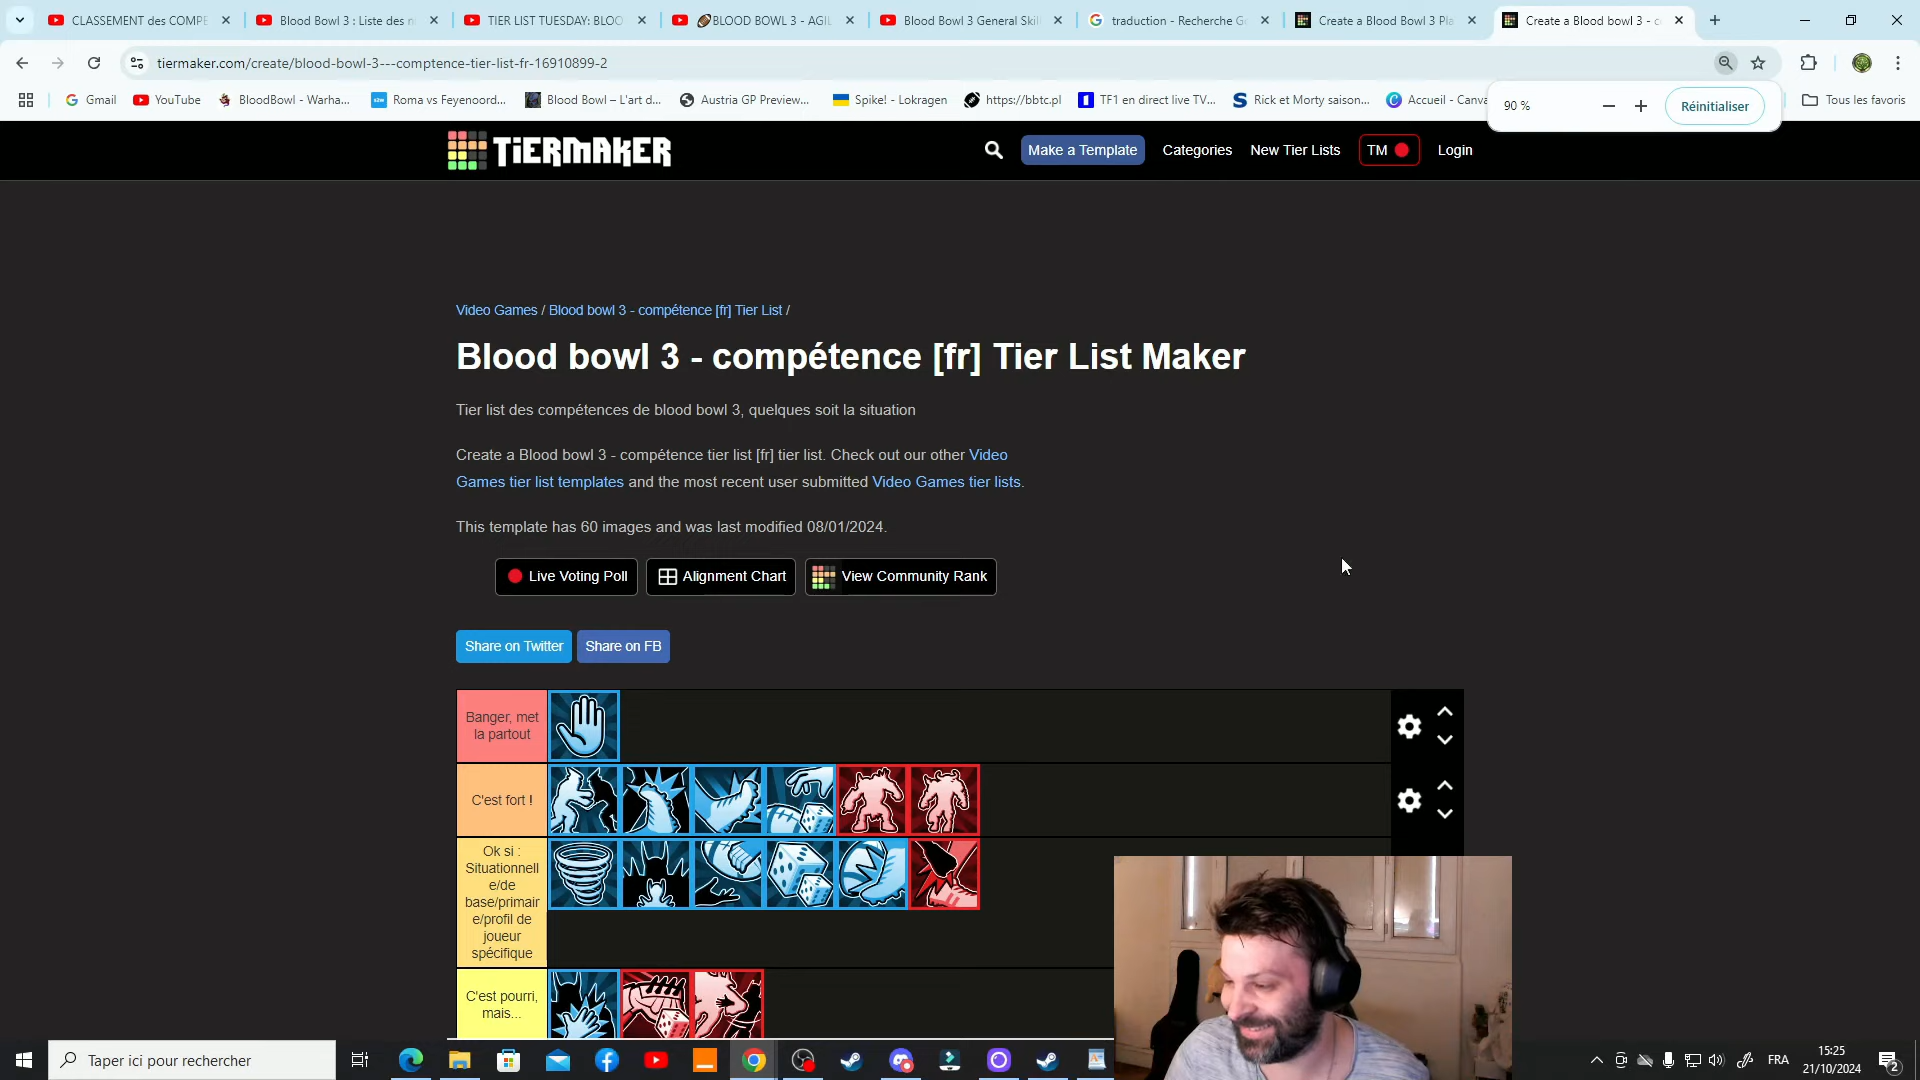 CLASSEMENT des COMPE
Blood Bowl 3 : Liste des n
TIER LIST TUESDAY: BLOO
BLOOD BOWL 3 - AGIL
Blood Bowl 3 General Skil
traduction - Recherche G
Create a Blood Bowl 3 Pla
Create a Blood bowl 3 - c
tiermaker.com/create/blood-bowl-3---comptence-tier-list-fr-16910899-2
Gmail
YouTube
BloodBowl - Warha...
Roma vs Feyenoord...
Blood Bowl – L'art d...
Austria GP Preview...
Spike! - Lokragen
https://bbtc.pl
TF1 en direct live TV...
Rick et Morty saison...
Accueil - Canva
90 %
Réinitialiser
Tous les favoris
TiERMAKER
Make a Template
Categories
New Tier Lists
TM
Login
Video Games / Blood bowl 3 - compétence [fr] Tier List /
Blood bowl 3 - compétence [fr] Tier List Maker
Tier list des compétences de blood bowl 3, quelques soit la situation
Create a Blood bowl 3 - compétence tier list [fr] tier list. Check out our other Video
Games tier list templates and the most recent user submitted Video Games tier lists.
This template has 60 images and was last modified 08/01/2024.
Live Voting Poll
Alignment Chart
View Community Rank
Share on Twitter
Share on FB
Banger, met
la partout
C'est fort !
Ok si :
Situationnell
e/de
base/primair
e/profil de
joueur
spécifique
C'est pourri,
mais...
Taper ici pour rechercher
FRA
15:25
21/10/2024
2